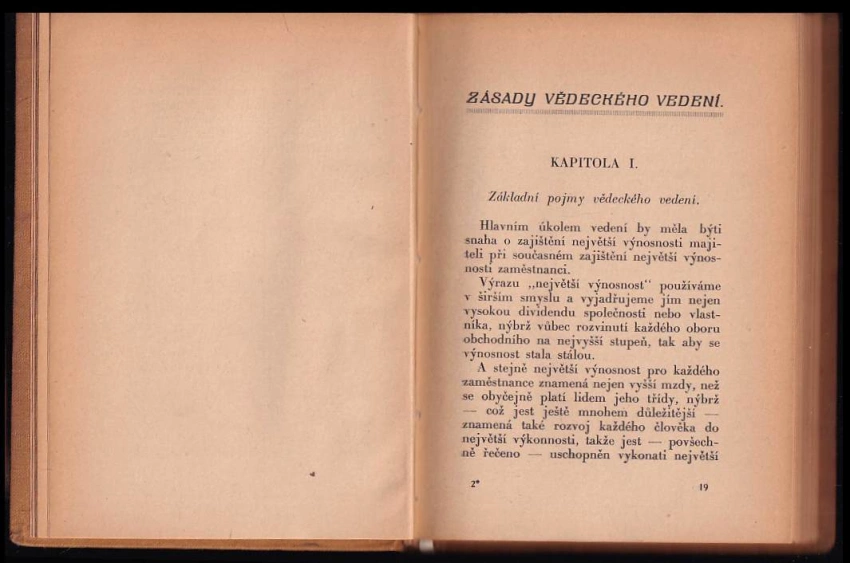 ZÁSADY VĚDECKÉHO VEDENÍ.
KAPITOLA I.
Základní pojmy vědeckého vedení.
Hlavním úkolem vedení by měla býti
snaha o zajištění největší výnosnosti maji-
teli při současném zajištění největší výnos-
nosti zaměstnanci.
Výrazu „největší výnosnost“ používáme
v širším smyslu a vyjadřujeme jím nejen
vysokou dividendu společnosti nebo vlast-
níka, nýbrž vůbec rozvinutí každého oboru
obchodního na nejvyšší stupeň, tak aby se
výnosnost stala stálou.
A stejně největší výnosnost pro každého
zaměstnance znamená nejen vyšší mzdy, než
se obyčejně platí lidem jeho třídy, nýbrž
— což jest ještě mnohem důležitější —
znamená také rozvoj každého člověka do
největší výkonnosti, takže jest — povšech-
ně řečeno — uschopněn vykonati největší
2*
19